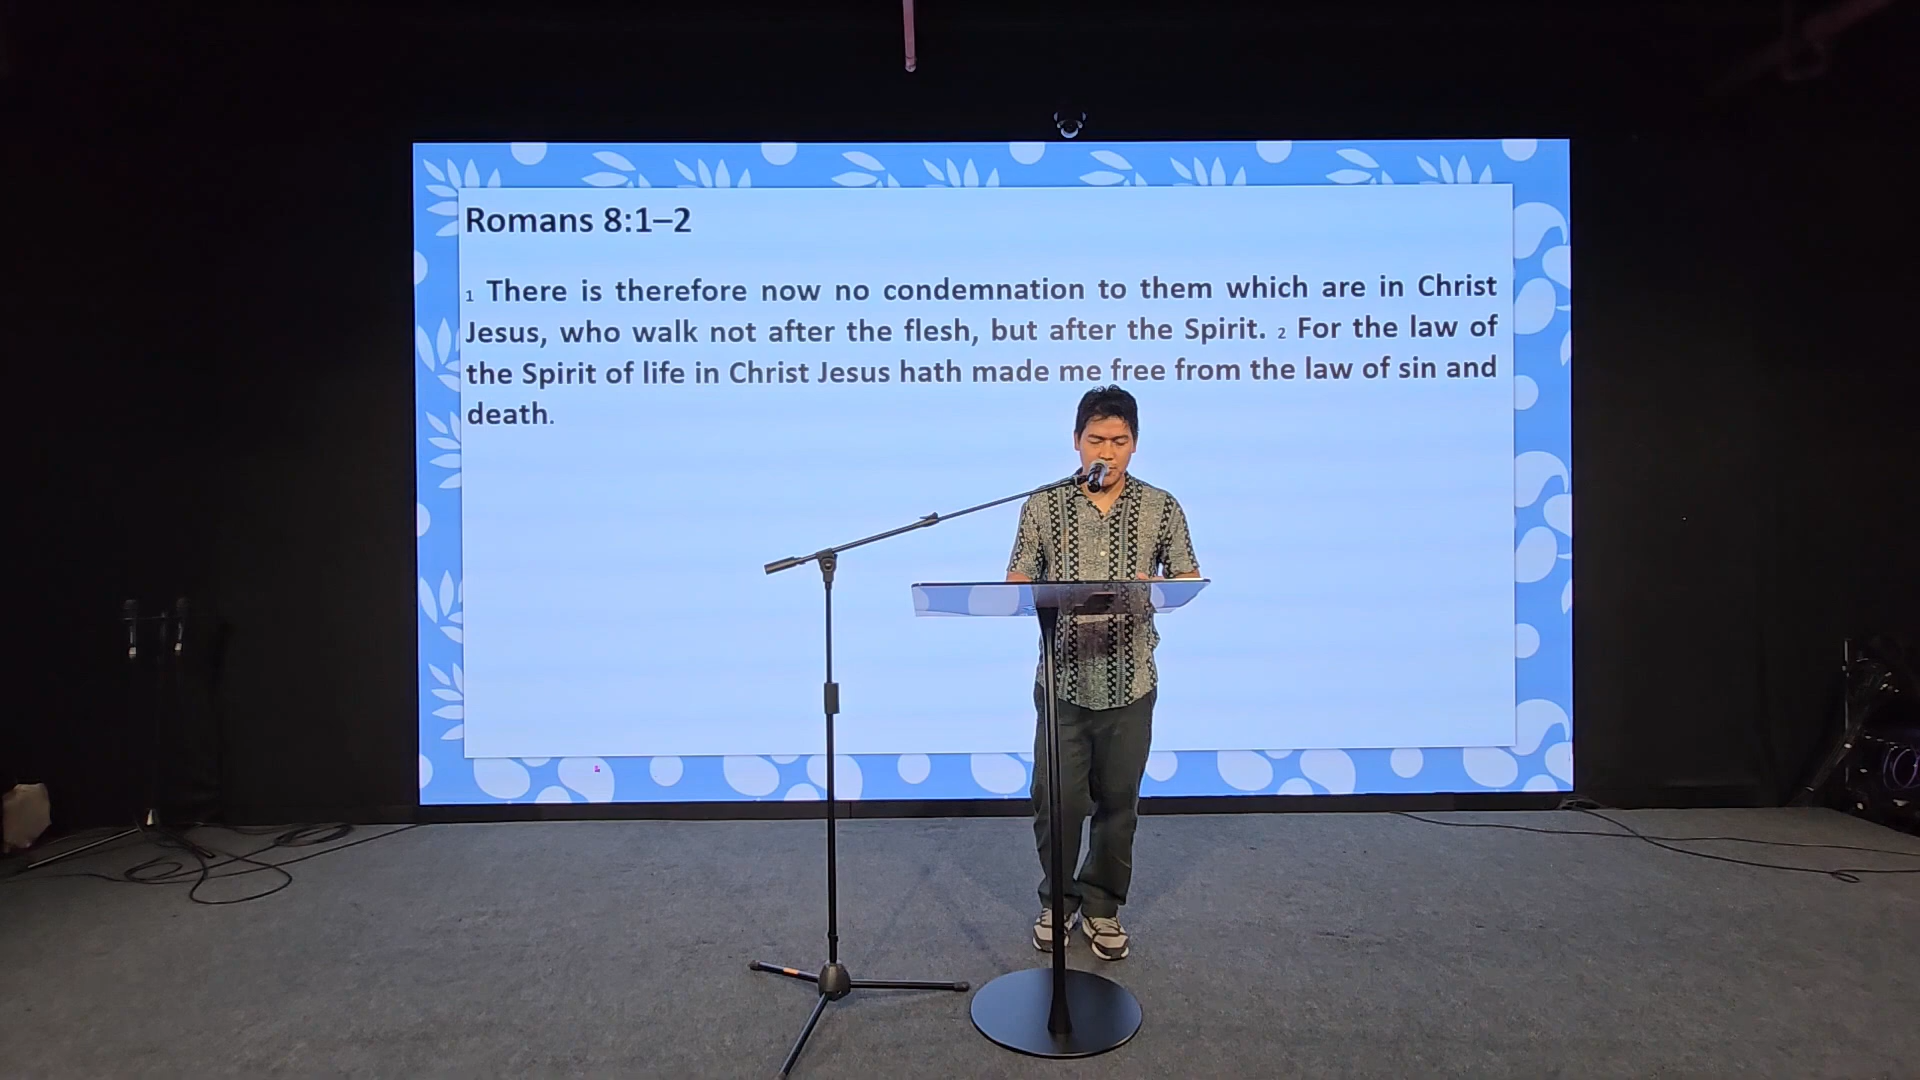 Romans 8:1–2
1 There is therefore now no condemnation to them which are in Christ
Jesus, who walk not after the flesh, but after the Spirit. 2 For the law of
the Spirit of life in Christ Jesus hath made me free from the law of sin and
death.